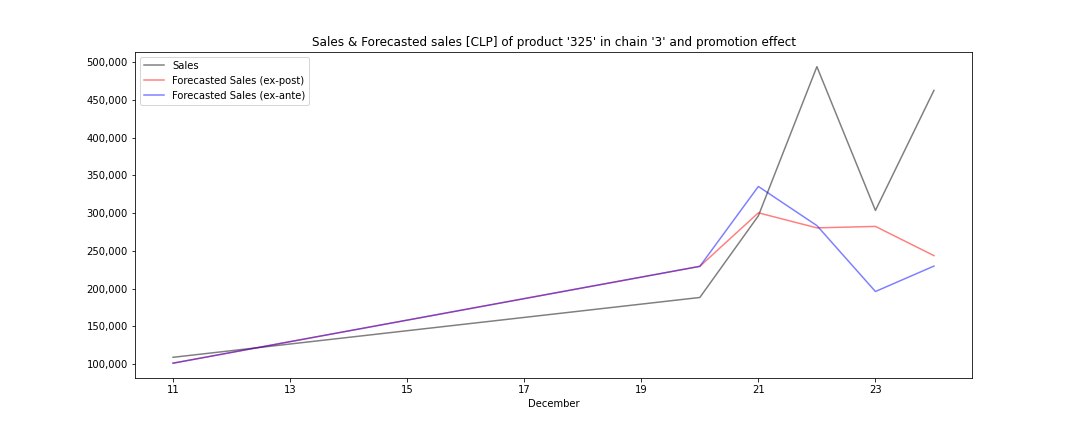 Sales & Forecasted sales [CLP] of product '325' in chain '3' and promotion effect
Sales
Forecasted Sales (ex-post)
Forecasted Sales (ex-ante)
500,000
450,000
400,000
350,000
300,000
250,000
200,000
150,000
100,000
11 13 15 17 19 21 23
December